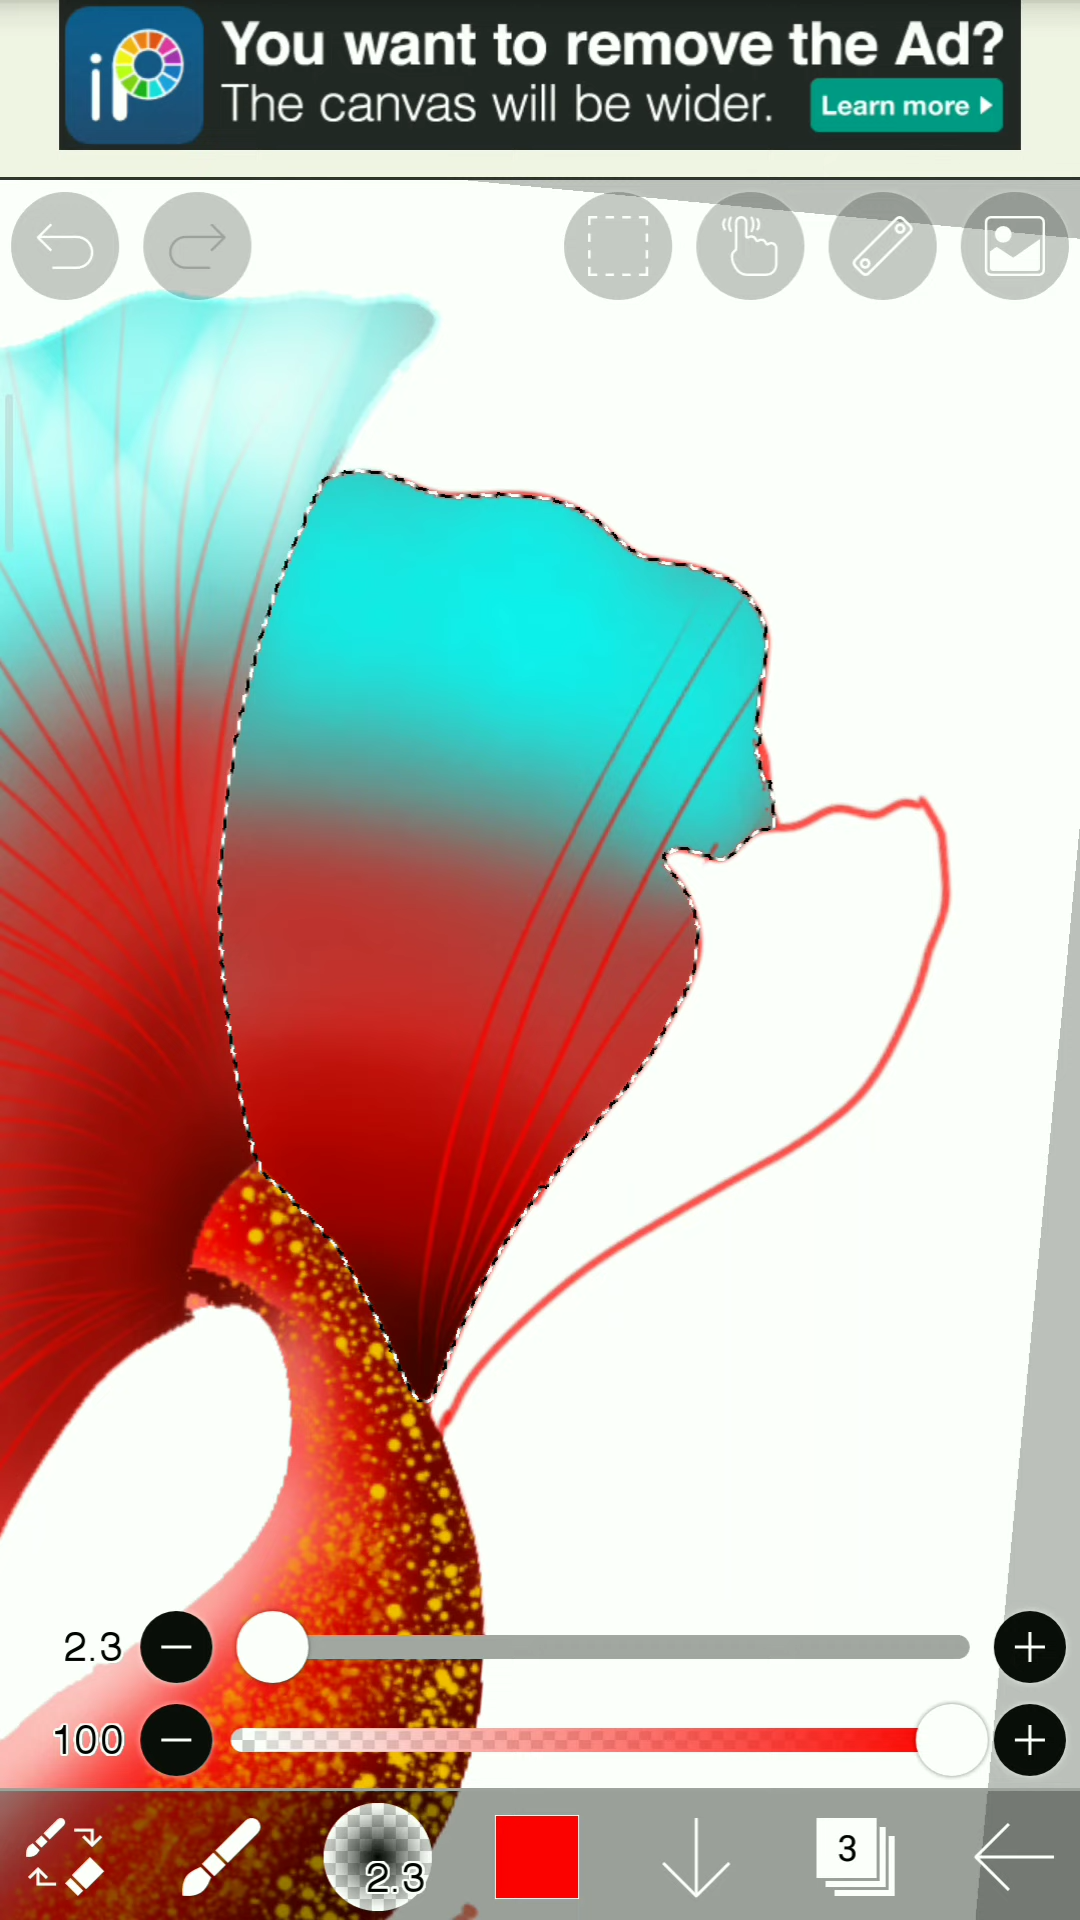 iP
You want to remove the Ad?
The canvas will be wider.
Learn more
2.3
100
2.3
3